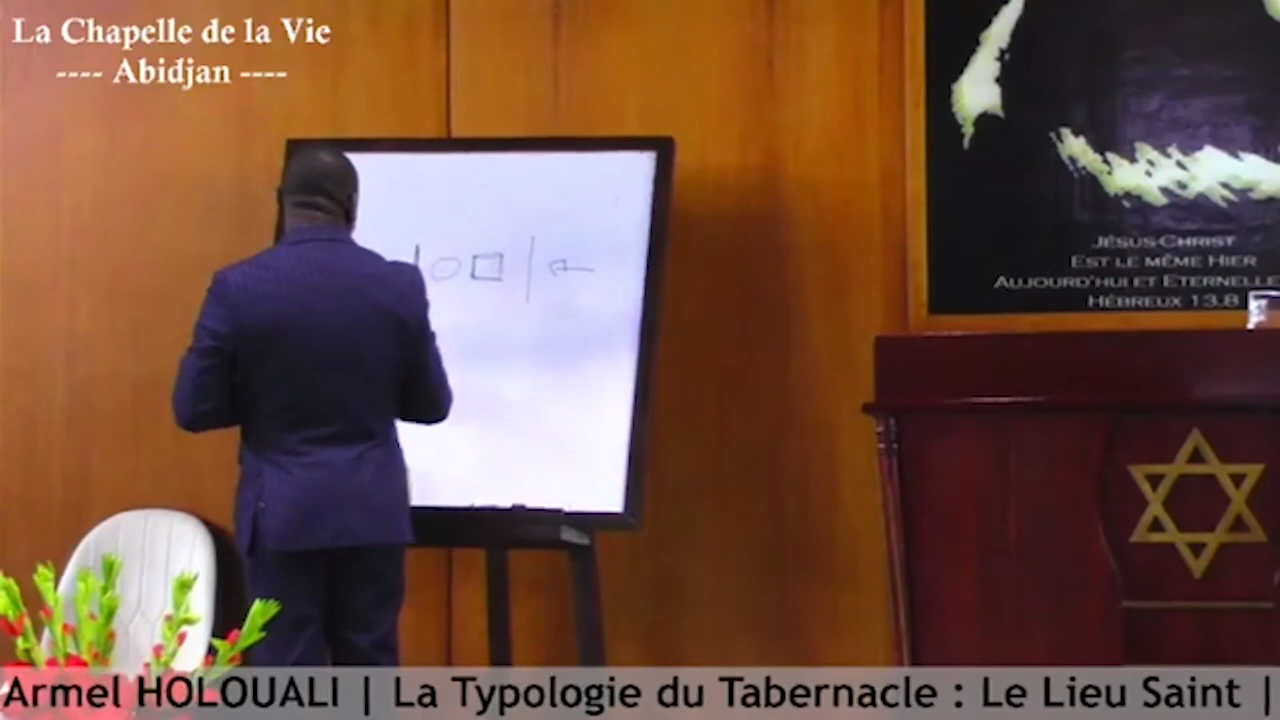 La Chapelle de la Vie
---- Abidjan ----
JÉSUS-CHRIST
EST LE MÊME HIER
AUJOURD'HUI ET ETERNELLE
HÉBREUX 13.8
Armel HOLOUALI | La Typologie du Tabernacle : Le Lieu Saint |